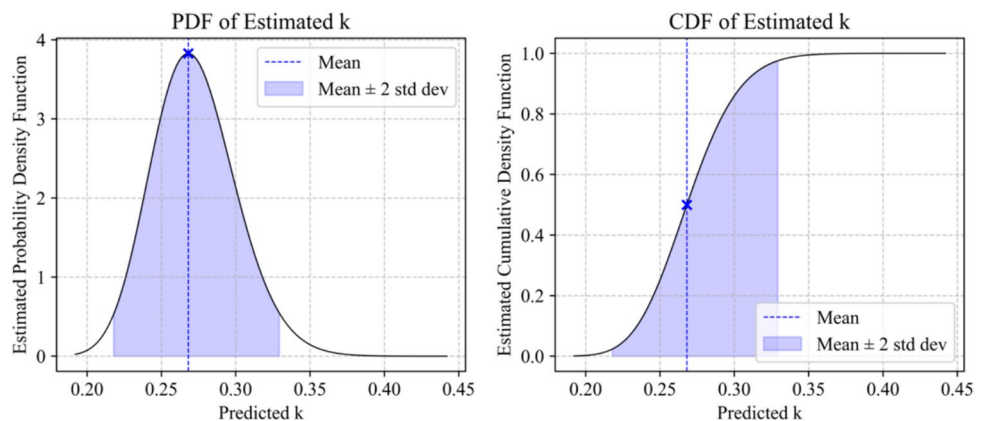 PDF of Estimated k
Estimated Probability Density Function
4
3
2
1
0
Mean
Mean ± 2 std dev
0.20 0.25 0.30 0.35 0.40 0.45
Predicted k
CDF of Estimated k
Estimated Cumulative Density Function
1.0
0.8
0.6
0.4
0.2
0.0
Mean
Mean ± 2 std dev
0.20 0.25 0.30 0.35 0.40 0.45
Predicted k